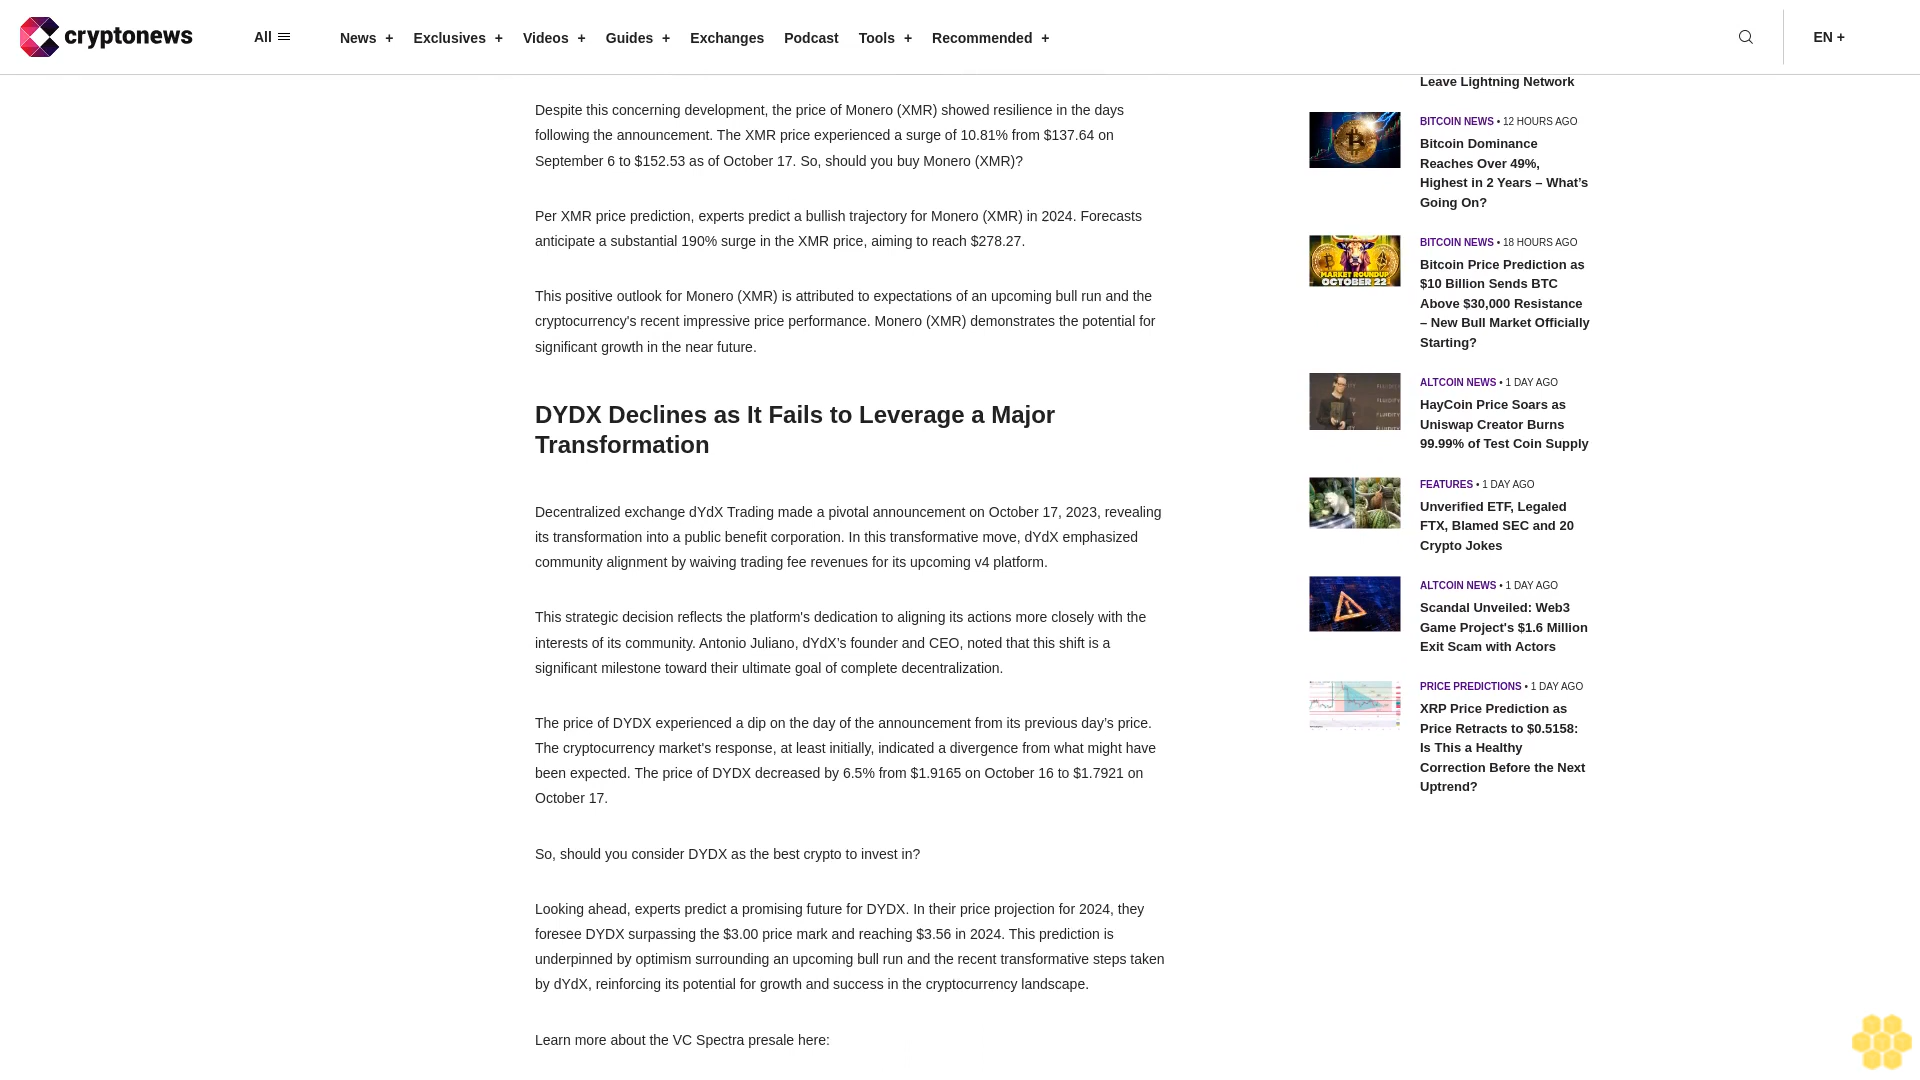 cryptonews
All
News +
Exclusives +
Videos +
Guides +
Exchanges
Podcast
Tools +
Recommended +
EN +
Despite this concerning development, the price of Monero (XMR) showed resilience in the days
following the announcement. The XMR price experienced a surge of 10.81% from $137.64 on
September 6 to $152.53 as of October 17. So, should you buy Monero (XMR)?
Per XMR price prediction, experts predict a bullish trajectory for Monero (XMR) in 2024. Forecasts
anticipate a substantial 190% surge in the XMR price, aiming to reach $278.27.
This positive outlook for Monero (XMR) is attributed to expectations of an upcoming bull run and the
cryptocurrency's recent impressive price performance. Monero (XMR) demonstrates the potential for
significant growth in the near future.
DYDX Declines as It Fails to Leverage a Major
Transformation
Decentralized exchange dYdX Trading made a pivotal announcement on October 17, 2023, revealing
its transformation into a public benefit corporation. In this transformative move, dYdX emphasized
community alignment by waiving trading fee revenues for its upcoming v4 platform.
This strategic decision reflects the platform's dedication to aligning its actions more closely with the
interests of its community. Antonio Juliano, dYdX’s founder and CEO, noted that this shift is a
significant milestone toward their ultimate goal of complete decentralization.
The price of DYDX experienced a dip on the day of the announcement from its previous day’s price.
The cryptocurrency market's response, at least initially, indicated a divergence from what might have
been expected. The price of DYDX decreased by 6.5% from $1.9165 on October 16 to $1.7921 on
October 17.
So, should you consider DYDX as the best crypto to invest in?
Looking ahead, experts predict a promising future for DYDX. In their price projection for 2024, they
foresee DYDX surpassing the $3.00 price mark and reaching $3.56 in 2024. This prediction is
underpinned by optimism surrounding an upcoming bull run and the recent transformative steps taken
by dYdX, reinforcing its potential for growth and success in the cryptocurrency landscape.
Learn more about the VC Spectra presale here:
Leave Lightning Network
BITCOIN NEWS • 12 HOURS AGO
Bitcoin Dominance
Reaches Over 49%,
Highest in 2 Years – What’s
Going On?
MARKET ROUNDUP
OCTOBER 22
BITCOIN NEWS • 18 HOURS AGO
Bitcoin Price Prediction as
$10 Billion Sends BTC
Above $30,000 Resistance
– New Bull Market Officially
Starting?
ALTCOIN NEWS • 1 DAY AGO
HayCoin Price Soars as
Uniswap Creator Burns
99.99% of Test Coin Supply
FEATURES • 1 DAY AGO
Unverified ETF, Legaled
FTX, Blamed SEC and 20
Crypto Jokes
ALTCOIN NEWS • 1 DAY AGO
Scandal Unveiled: Web3
Game Project's $1.6 Million
Exit Scam with Actors
PRICE PREDICTIONS • 1 DAY AGO
XRP Price Prediction as
Price Retracts to $0.5158:
Is This a Healthy
Correction Before the Next
Uptrend?